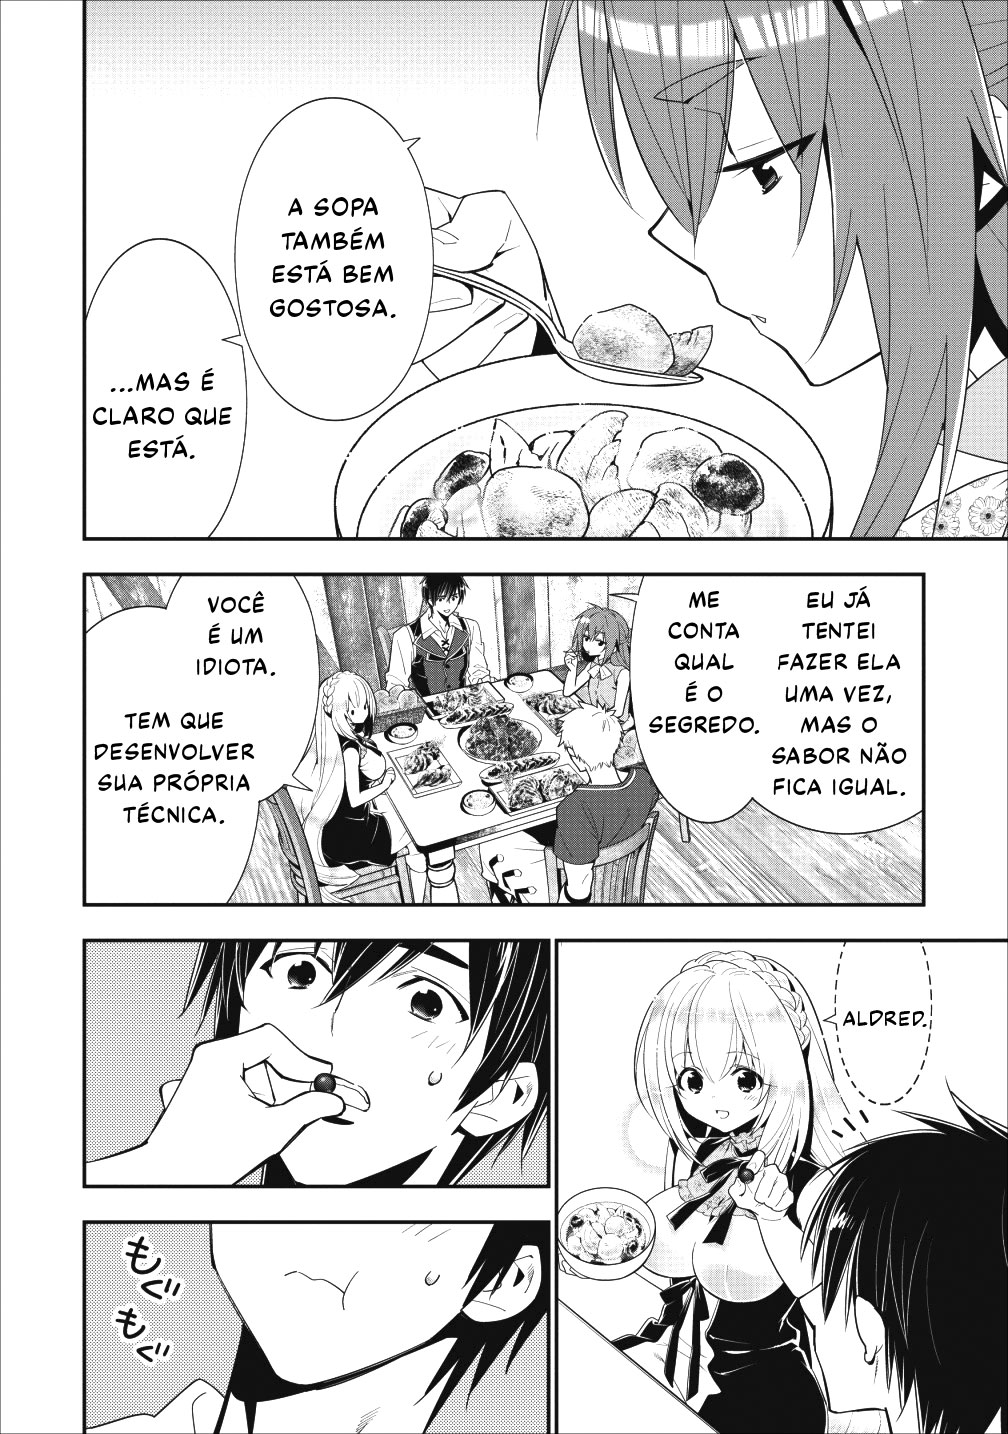 A SOPA
TAMBÉM
ESTÁ BEM
GOSTOSA.
...MAS É
CLARO QUE
ESTÁ.
EU JÁ
TENTEI
FAZER ELA
UMA VEZ,
MAS O
SABOR NÃO
FICA IGUAL.
ME
CONTA
QUAL
É O
SEGREDO.
VOCÊ
É UM
IDIOTA.
TEM QUE
DESENVOLVER
SUA PRÓPRIA
TÉCNICA.
ALDRED.
もぐ
もぐ